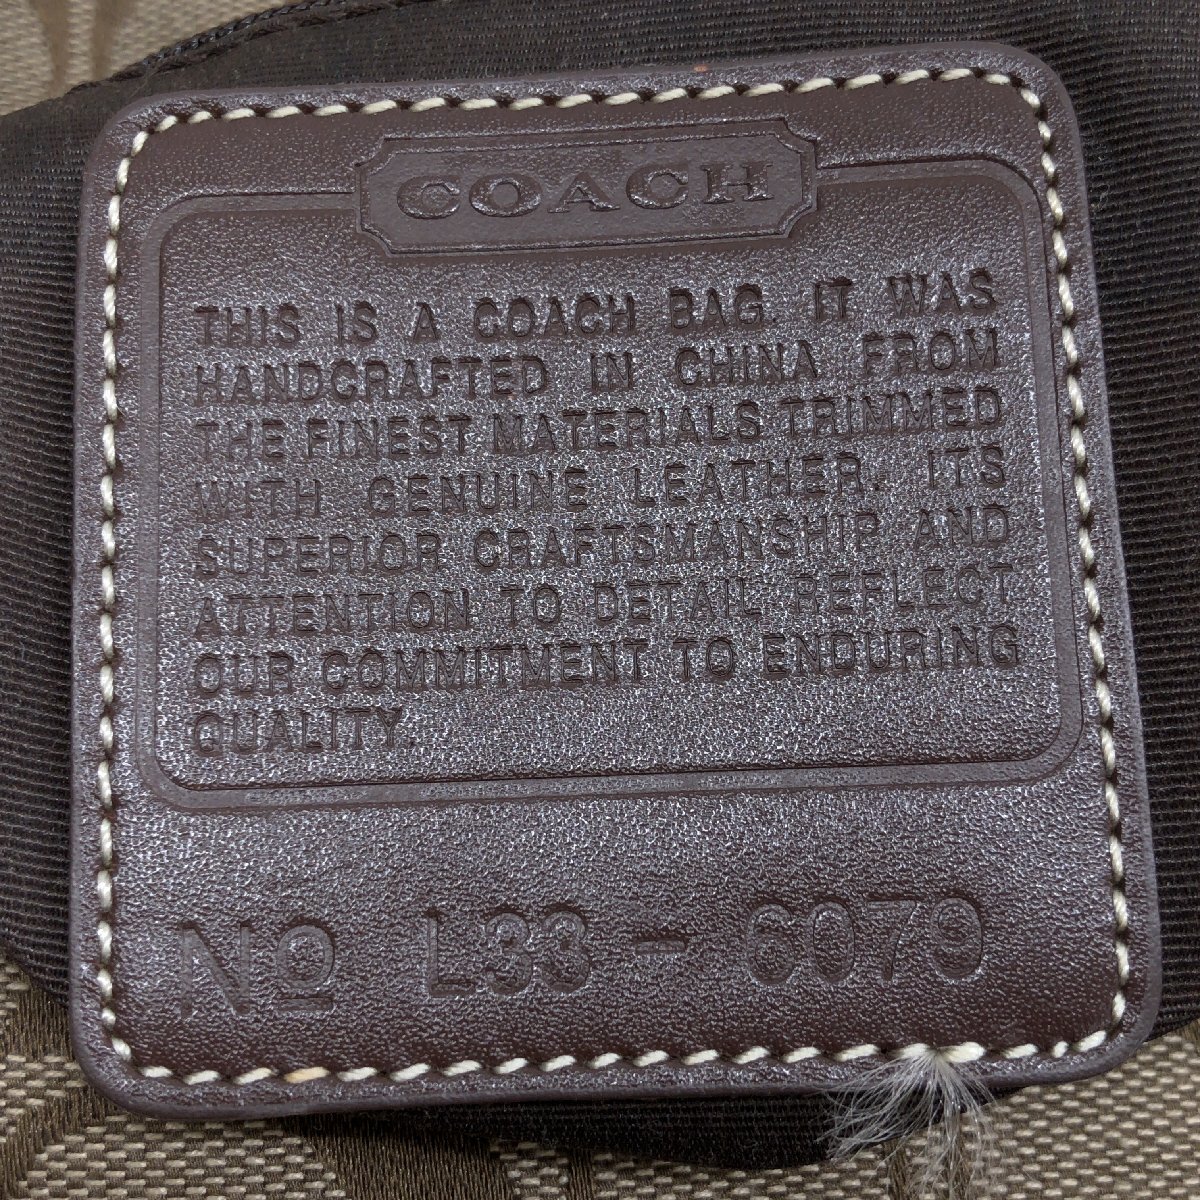 COACH
THIS IS A COACH BAG. IT WAS
HANDCRAFTED IN CHINA FROM
THE FINEST MATERIALS TRIMMED
WITH GENUINE LEATHER. ITS
SUPERIOR CRAFTSMANSHIP AND
ATTENTION TO DETAIL REFLECT
OUR COMMITMENT TO ENDURING
QUALITY.
No L33-6079